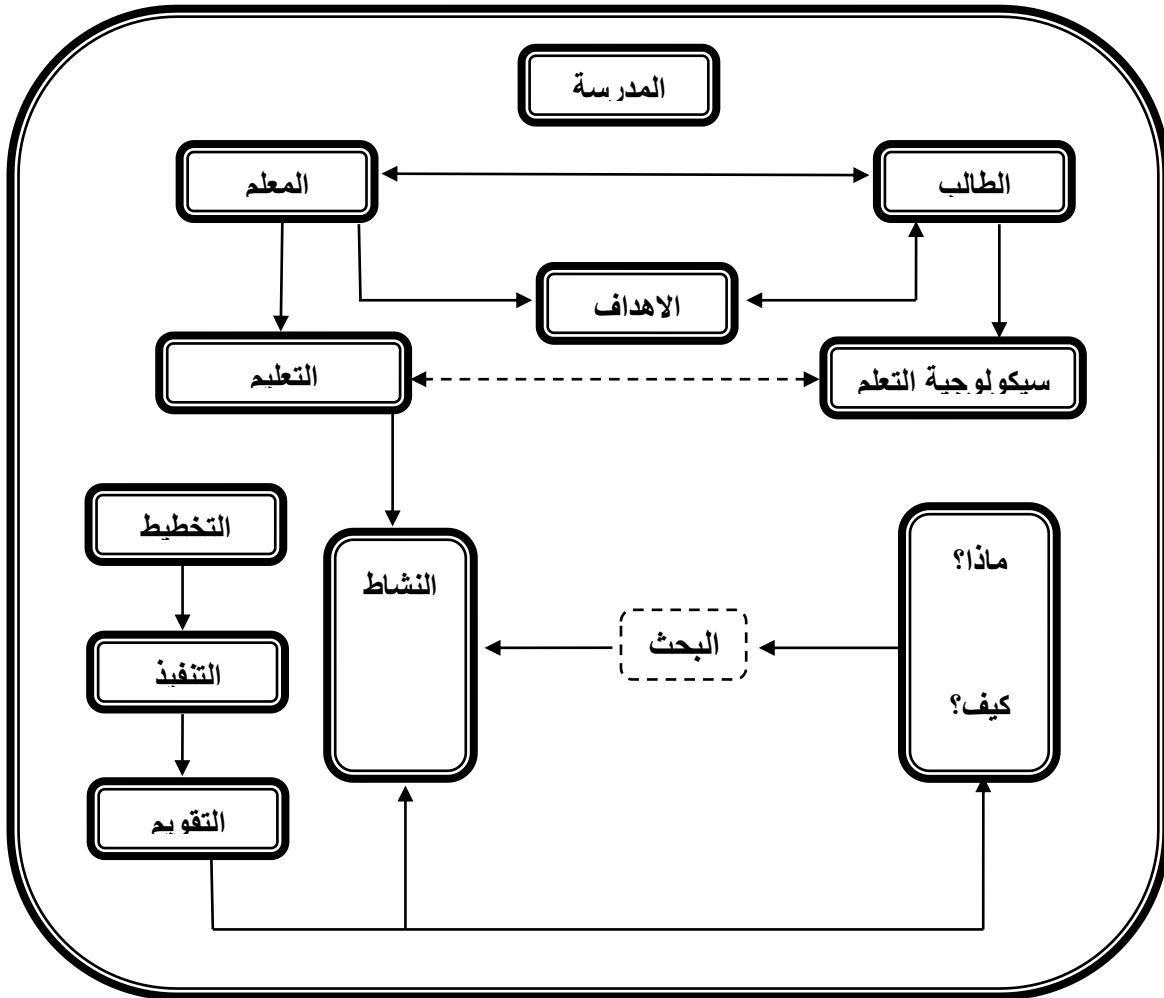 المدرسة
الطالب
المعلم
الاهداف
سيكولوجية التعلم
التعليم
التخطيط
ماذا؟
النشاط
البحث
التنفيذ
كيف؟
التقويم